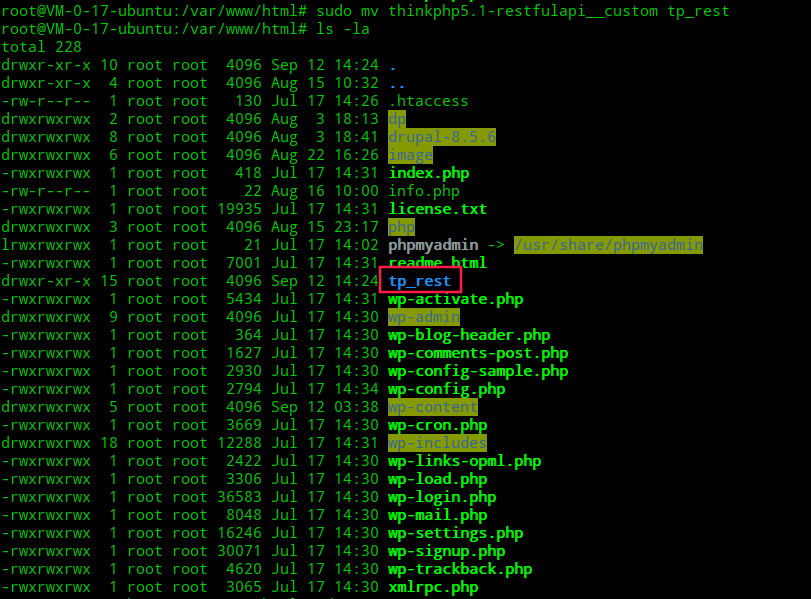 root@VM-0-17-ubuntu:/var/www/html# sudo mv thinkphp5.1-restfulapi__custom tp_rest
root@VM-0-17-ubuntu:/var/www/html# ls -la
total 228
drwxr-xr-x 10 root root  4096 Sep 12 14:24 .
drwxr-xr-x  4 root root  4096 Aug 15 10:32 ..
-rw-r--r--  1 root root   130 Jul 17 14:26 .htaccess
drwxrwxrwx  2 root root  4096 Aug  3 18:13 dp
drwxrwxrwx  8 root root  4096 Aug  3 18:41 drupal-8.5.6
drwxrwxrwx  6 root root  4096 Aug 22 16:26 image
-rwxrwxrwx  1 root root   418 Jul 17 14:31 index.php
-rw-r--r--  1 root root    22 Aug 16 10:00 info.php
-rwxrwxrwx  1 root root 19935 Jul 17 14:31 license.txt
drwxrwxrwx  3 root root  4096 Aug 15 23:17 php
lrwxrwxrwx  1 root root    21 Jul 17 14:02 phpmyadmin -> /usr/share/phpmyadmin
-rwxrwxrwx  1 root root  7001 Jul 17 14:31 readme.html
drwxr-xr-x 15 root root  4096 Sep 12 14:24 tp_rest
-rwxrwxrwx  1 root root  5434 Jul 17 14:31 wp-activate.php
drwxrwxrwx  9 root root  4096 Jul 17 14:30 wp-admin
-rwxrwxrwx  1 root root   364 Jul 17 14:30 wp-blog-header.php
-rwxrwxrwx  1 root root  1627 Jul 17 14:30 wp-comments-post.php
-rwxrwxrwx  1 root root  2930 Jul 17 14:30 wp-config-sample.php
-rwxrwxrwx  1 root root  2794 Jul 17 14:34 wp-config.php
drwxrwxrwx  5 root root  4096 Sep 12 03:38 wp-content
-rwxrwxrwx  1 root root  3669 Jul 17 14:30 wp-cron.php
drwxrwxrwx 18 root root 12288 Jul 17 14:31 wp-includes
-rwxrwxrwx  1 root root  2422 Jul 17 14:30 wp-links-opml.php
-rwxrwxrwx  1 root root  3306 Jul 17 14:30 wp-load.php
-rwxrwxrwx  1 root root 36583 Jul 17 14:30 wp-login.php
-rwxrwxrwx  1 root root  8048 Jul 17 14:30 wp-mail.php
-rwxrwxrwx  1 root root 16246 Jul 17 14:30 wp-settings.php
-rwxrwxrwx  1 root root 30071 Jul 17 14:30 wp-signup.php
-rwxrwxrwx  1 root root  4620 Jul 17 14:30 wp-trackback.php
-rwxrwxrwx  1 root root  3065 Jul 17 14:30 xmlrpc.php